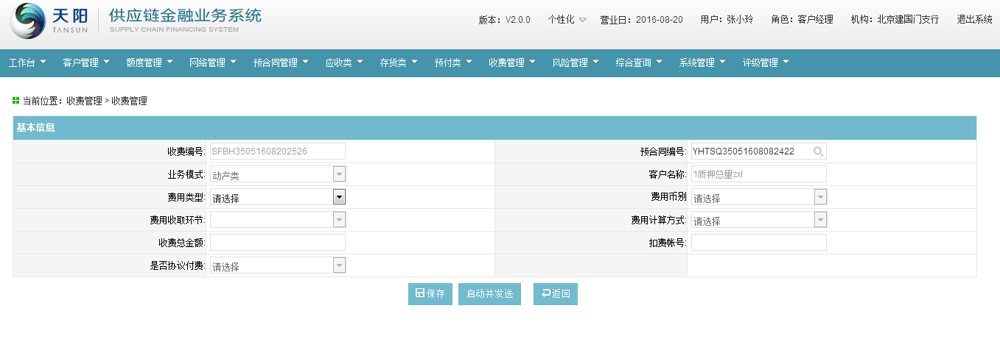 天阳 TANSUN 供应链金融业务系统 SUPPLY CHAIN FINANCING SYSTEM
版本：V2.0.0 个性化 营业日：2016-08-20 用户：张小玲 角色：客户经理 机构：北京建国门支行 退出系统
工作台 客户管理 额度管理 网络管理 预合同管理 应收类 存货类 预付类 收费管理 风险管理 综合查询 系统管理 评级管理
当前位置：收费管理 > 收费管理
基本信息
收费编号: SFBH35051608202526 预合同编号: YHTSQ35051608082422
业务模式: 动产类 客户名称: 1质押总量zxl
费用类型: 请选择 费用币别 请选择
费用收取环节: 费用计算方式: 请选择
收费总金额: 扣费帐号:
是否协议付费: 请选择
保存 启动并发送 返回